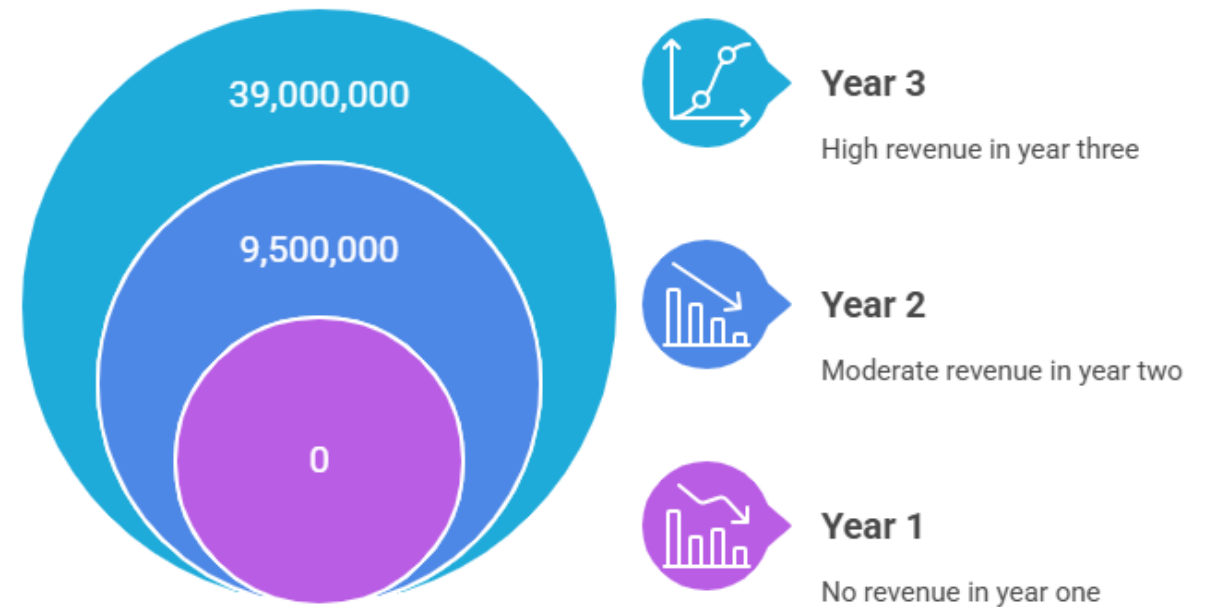 39,000,000
9,500,000
0
Year 3
High revenue in year three
Year 2
Moderate revenue in year two
Year 1
No revenue in year one